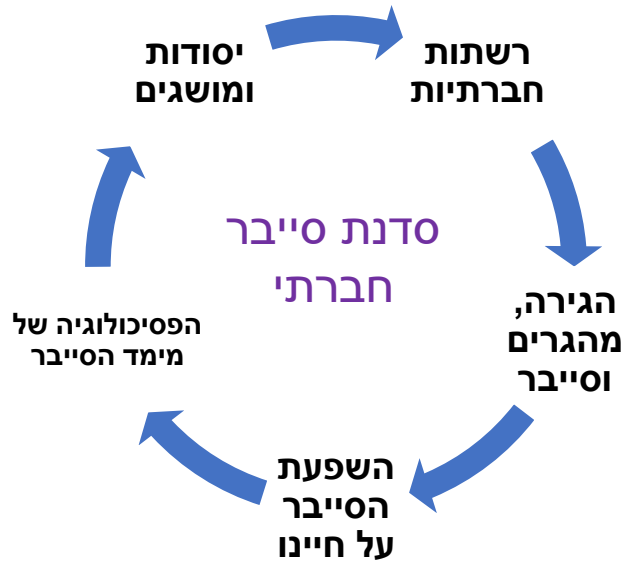 סדנת סייבר
חברתי
יסודות
ומושגים
רשתות
חברתיות
הגירה,
מהגרים
וסייבר
השפעת
הסייבר
על חיינו
הפסיכולוגיה של
מימד הסייבר